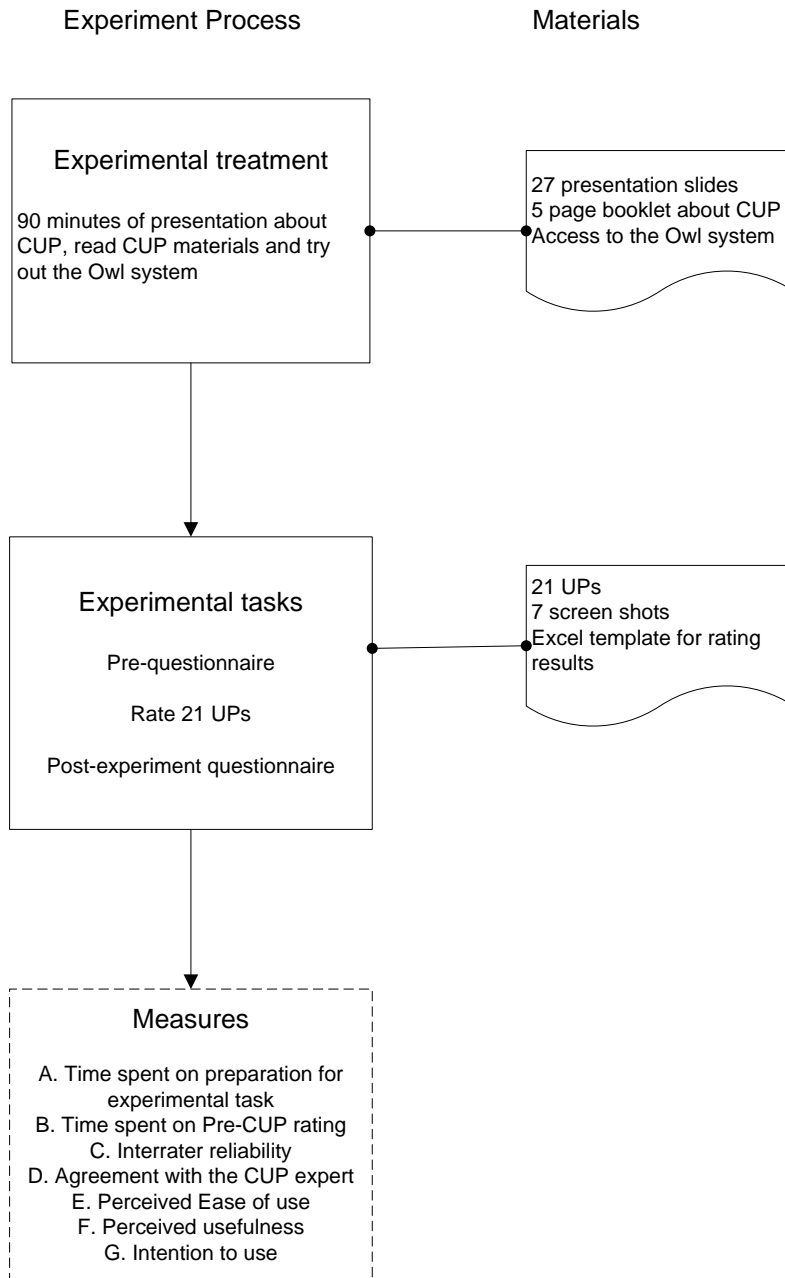 Experiment Process
Materials
Experimental treatment
90 minutes of presentation about
CUP, read CUP materials and try
out the Owl system
27 presentation slides
5 page booklet about CUP
Access to the Owl system
Experimental tasks
Pre-questionnaire
Rate 21 UPs
Post-experiment questionnaire
21 UPs
7 screen shots
Excel template for rating
results
Measures
A. Time spent on preparation for
experimental task
B. Time spent on Pre-CUP rating
C. Interrater reliability
D. Agreement with the CUP expert
E. Perceived Ease of use
F. Perceived usefulness
G. Intention to use